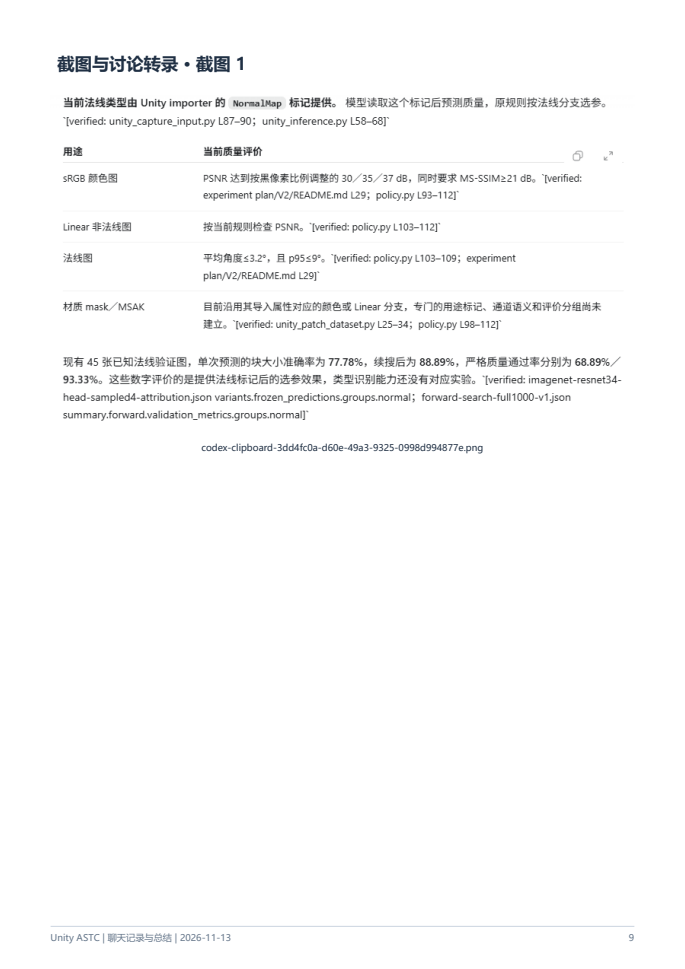 截图与讨论转录 • 截图 1
当前法线类型由 Unity importer 的 NormalMap 标记提供。 模型读取这个标记后预测质量，原规则按法线分支选参。
`[verified: unity_capture_input.py L87–90；unity_inference.py L58–68]`
用途 当前质量评价
sRGB 颜色图 PSNR 达到按黑像素比例调整的 30／35／37 dB，同时要求 MS-SSIM≥21 dB。`[verified:
experiment plan/V2/README.md L29；policy.py L93–112]`
Linear 非法线图 按当前规则检查 PSNR。`[verified: policy.py L103–112]`
法线图 平均角度≤3.2°，且 p95≤9°。`[verified: policy.py L103–109；experiment
plan/V2/README.md L29]`
材质 mask／MSAK 目前沿用其导入属性对应的颜色或 Linear 分支，专门的用途标记、通道语义和评价分组尚未
建立。`[verified: unity_patch_dataset.py L25–34；policy.py L98–112]`
现有 45 张已知法线验证图，单次预测的块大小准确率为 77.78%，续搜后为 88.89%，严格质量通过率分别为 68.89%／
93.33%。这些数字评价的是提供法线标记后的选参效果，类型识别能力还没有对应实验。`[verified: imagenet-resnet34-
head-sampled4-attribution.json variants.frozen_predictions.groups.normal；forward-search-full1000-v1.json
summary.forward.validation_metrics.groups.normal]`
codex-clipboard-3dd4fc0a-d60e-49a3-9325-0998d994877e.png
Unity ASTC | 聊天记录与总结 | 2026-11-13 9